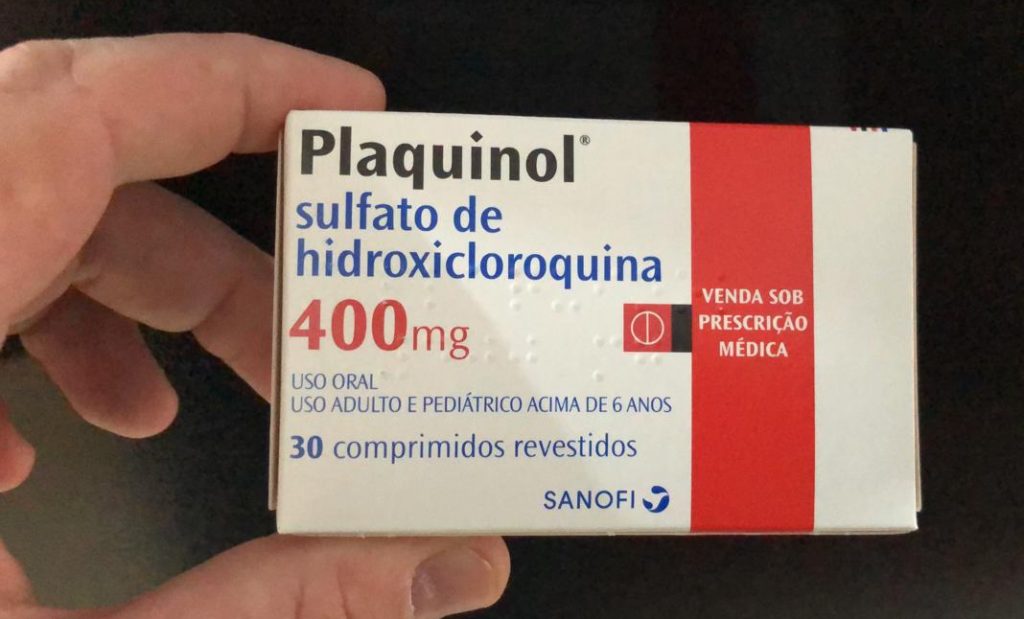 Plaquinol®
sulfato de
hidroxicloroquina
400mg
USO ORAL
USO ADULTO E PEDIÁTRICO ACIMA DE 6 ANOS
30 comprimidos revestidos
SANOFI
VENDA SOB
PRESCRIÇÃO
MÉDICA